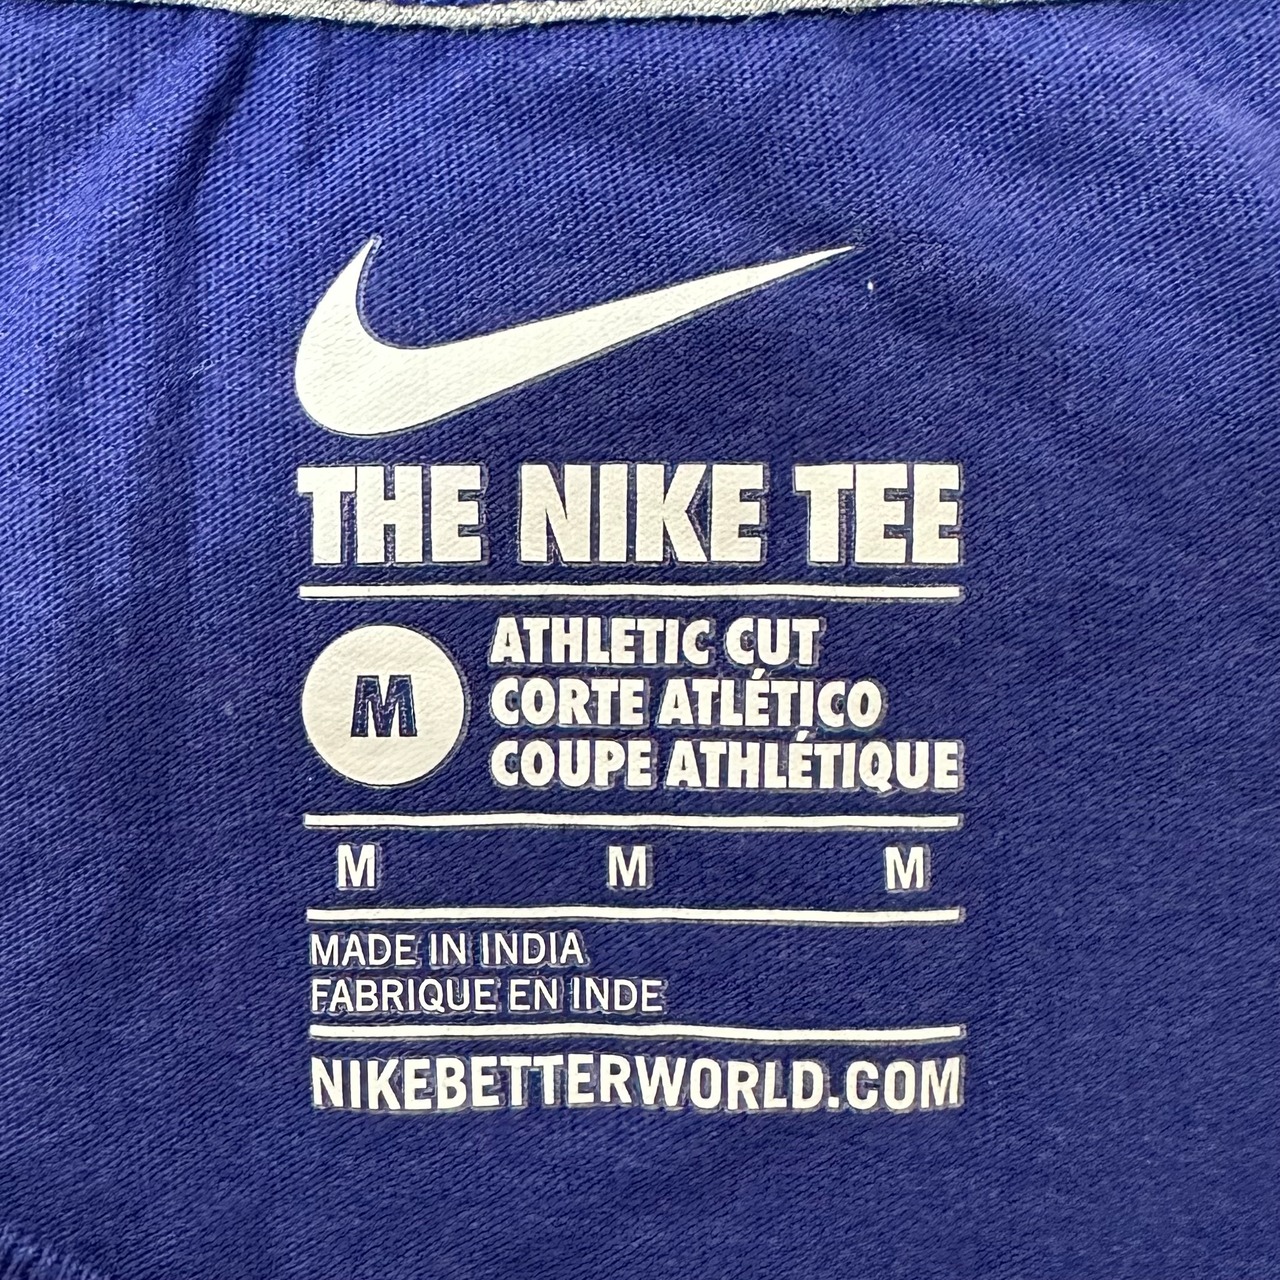 THE NIKE TEE
M
ATHLETIC CUT
CORTE ATLÉTICO
COUPE ATHLÉTIQUE
M M M
MADE IN INDIA
FABRIQUE EN INDE
NIKEBETTERWORLD.COM